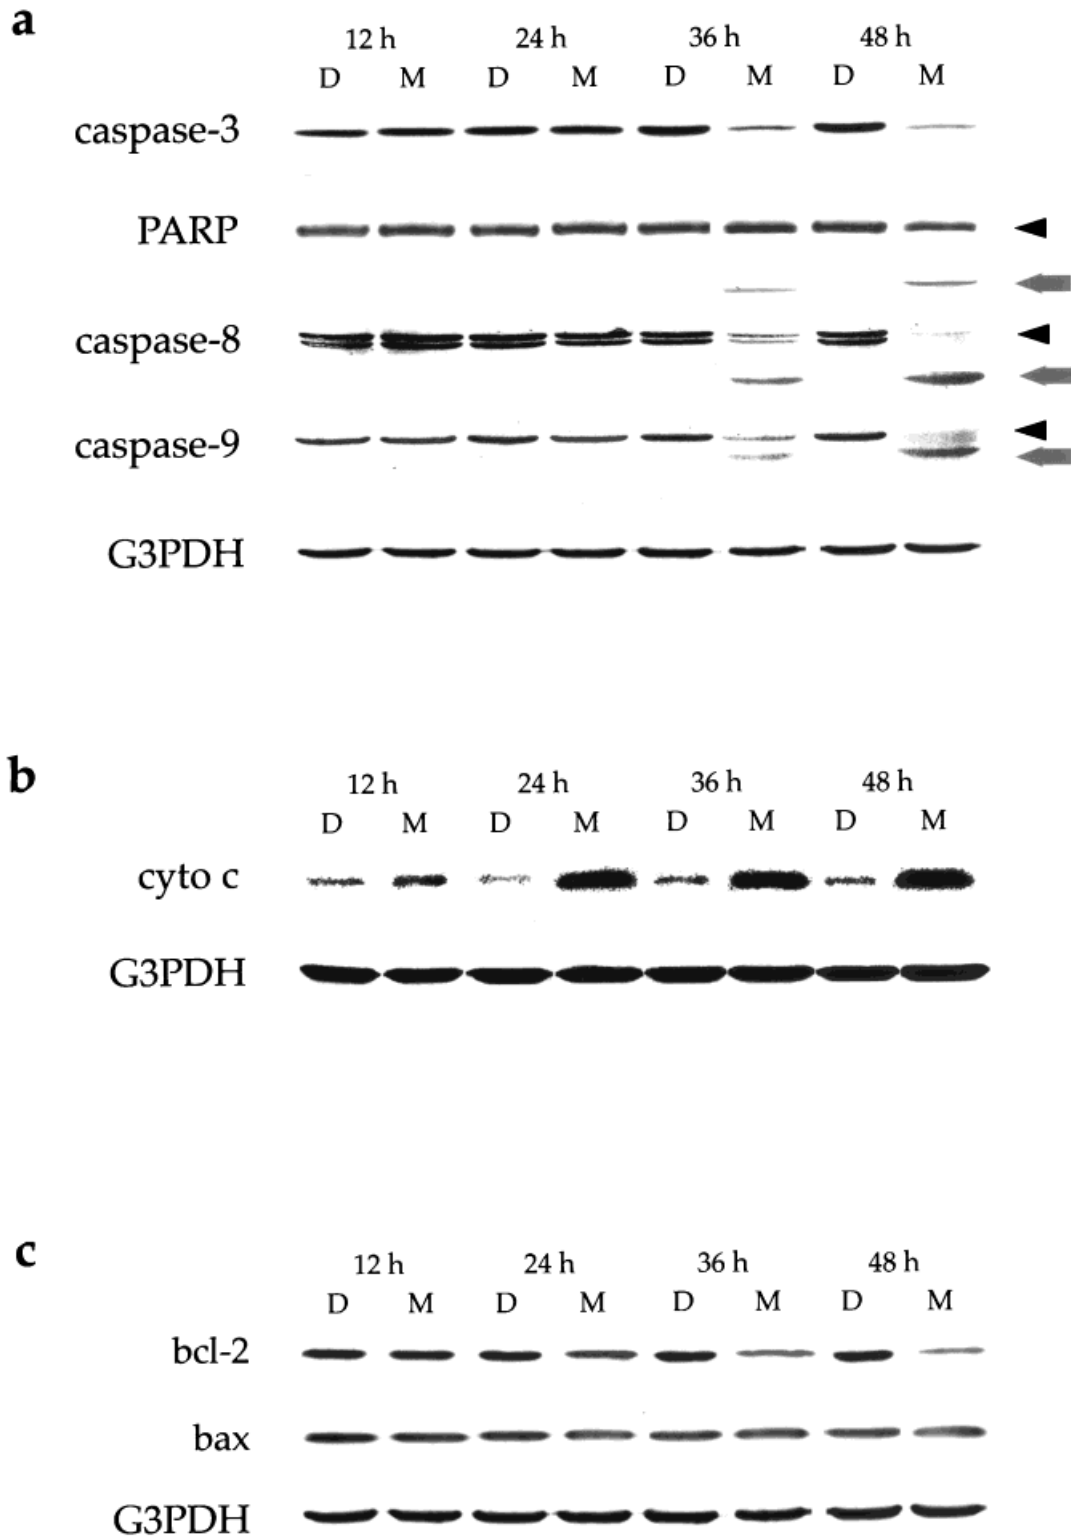 a
12 h 24 h 36 h 48 h
D M D M D M D M
caspase-3
PARP
caspase-8
caspase-9
G3PDH
b
12 h 24 h 36 h 48 h
D M D M D M D M
cyto c
G3PDH
c
12 h 24 h 36 h 48 h
D M D M D M D M
bcl-2
bax
G3PDH